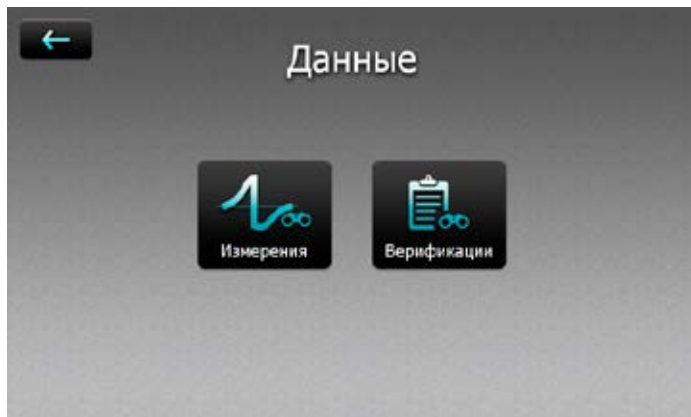 Данные
Измерения
Верификации